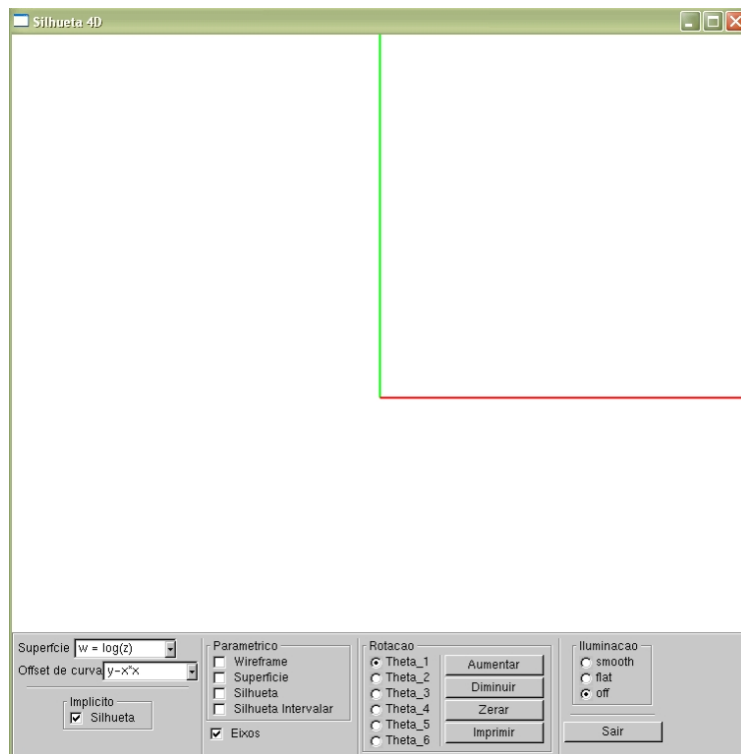 Silhueta 4D
Superfcie w = log(z)
Offset de curva y-x*x
Implicito
Silhueta
Parametrico
Wireframe
Superficie
Silhueta
Silhueta Intervalar
Eixos
Rotacao
Theta_1
Theta_2
Theta_3
Theta_4
Theta_5
Theta_6
Aumentar
Diminuir
Zerar
Imprimir
Iluminacao
smooth
flat
off
Sair